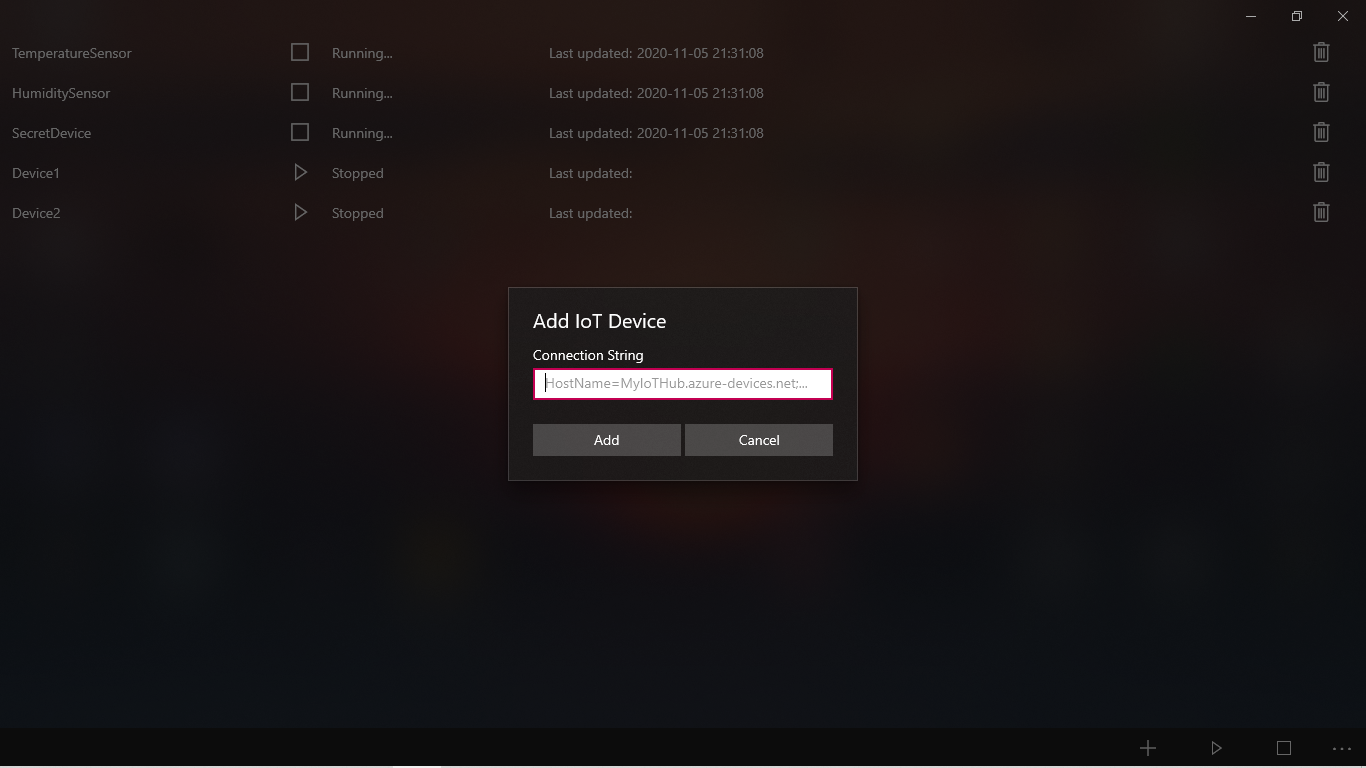 TemperatureSensor Running... Last updated: 2020-11-05 21:31:08
HumiditySensor Running... Last updated: 2020-11-05 21:31:08
SecretDevice Running... Last updated: 2020-11-05 21:31:08
Device1 Stopped Last updated:
Device2 Stopped Last updated:
Add IoT Device
Connection String
HostName=MyIoTHub.azure-devices.net;...
Add Cancel